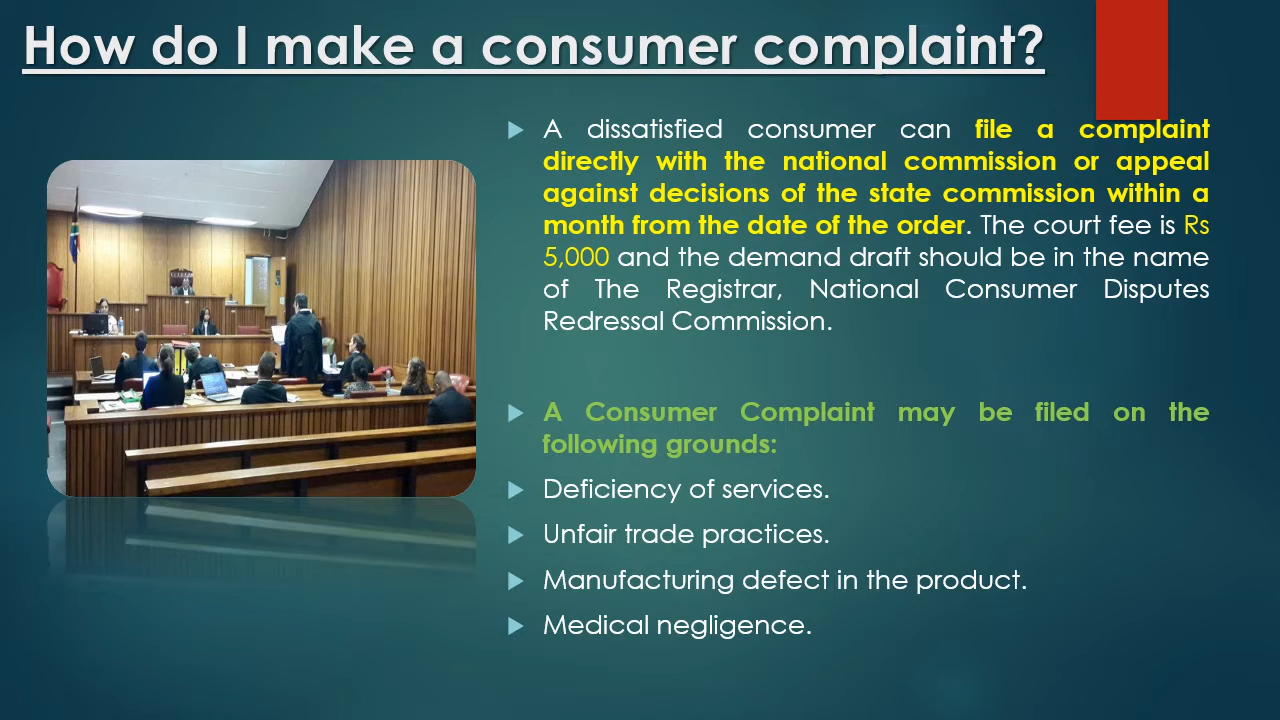 How do I make a consumer complaint?
A dissatisfied consumer can file a complaint
directly with the national commission or appeal
against decisions of the state commission within a
month from the date of the order. The court fee is Rs
5,000 and the demand draft should be in the name
of The Registrar, National Consumer Disputes
Redressal Commission.
A Consumer Complaint may be filed on the
following grounds:
Deficiency of services.
Unfair trade practices.
Manufacturing defect in the product.
Medical negligence.